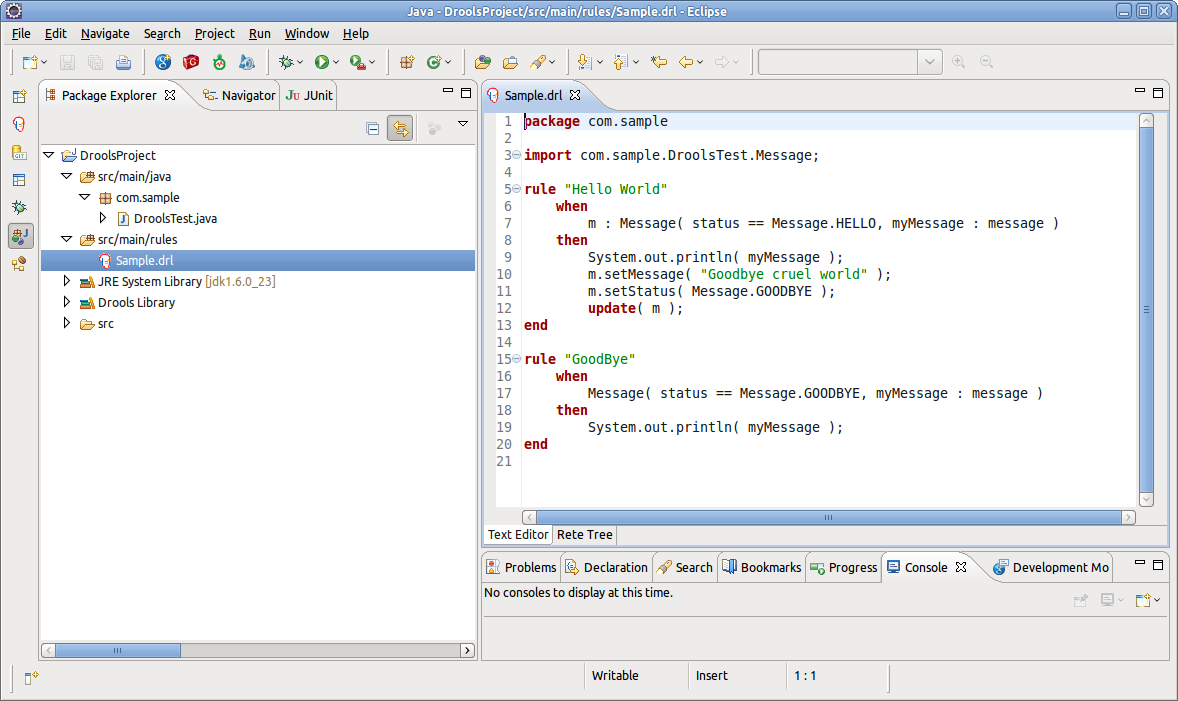 Java - DroolsProject/src/main/rules/Sample.drl - Eclipse
File Edit Navigate Search Project Run Window Help
Package Explorer Navigator Ju JUnit
DroolsProject
src/main/java
com.sample
DroolsTest.java
src/main/rules
Sample.drl
JRE System Library [jdk1.6.0_23]
Drools Library
src
Sample.drl
1 package com.sample
2
3 import com.sample.DroolsTest.Message;
4
5 rule "Hello World"
6 when
7 m : Message( status == Message.HELLO, myMessage : message )
8 then
9 System.out.println( myMessage );
10 m.setMessage( "Goodbye cruel world" );
11 m.setStatus( Message.GOODBYE );
12 update( m );
13 end
14
15 rule "GoodBye"
16 when
17 Message( status == Message.GOODBYE, myMessage : message )
18 then
19 System.out.println( myMessage );
20 end
21
Text Editor Rete Tree
Problems Declaration Search Bookmarks Progress Console Development Mo
No consoles to display at this time.
Writable Insert 1 : 1